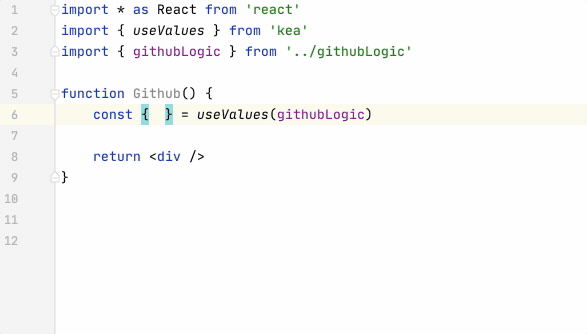 1 import * as React from 'react'
2 import { useValues } from 'kea'
3 import { githubLogic } from '../githubLogic'
4
5 function Github() {
6     const {  } = useValues(githubLogic)
7
8     return <div />
9 }
10
11
12